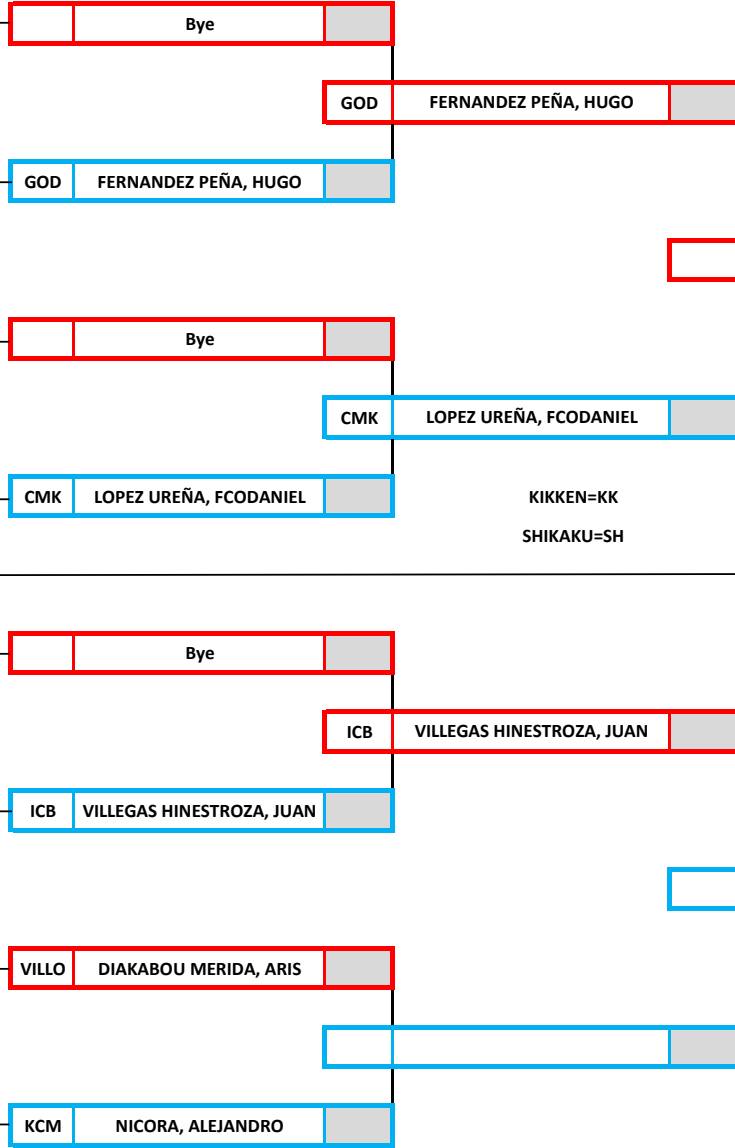 Bye
GOD FERNANDEZ PEÑA, HUGO
GOD FERNANDEZ PEÑA, HUGO
Bye
CMK LOPEZ UREÑA, FCODANIEL
CMK LOPEZ UREÑA, FCODANIEL KIKKEN=KK
SHIKAKU=SH
Bye
ICB VILLEGAS HINESTROZA, JUAN
ICB VILLEGAS HINESTROZA, JUAN
VILLO DIAKABOU MERIDA, ARIS
KCM NICORA, ALEJANDRO